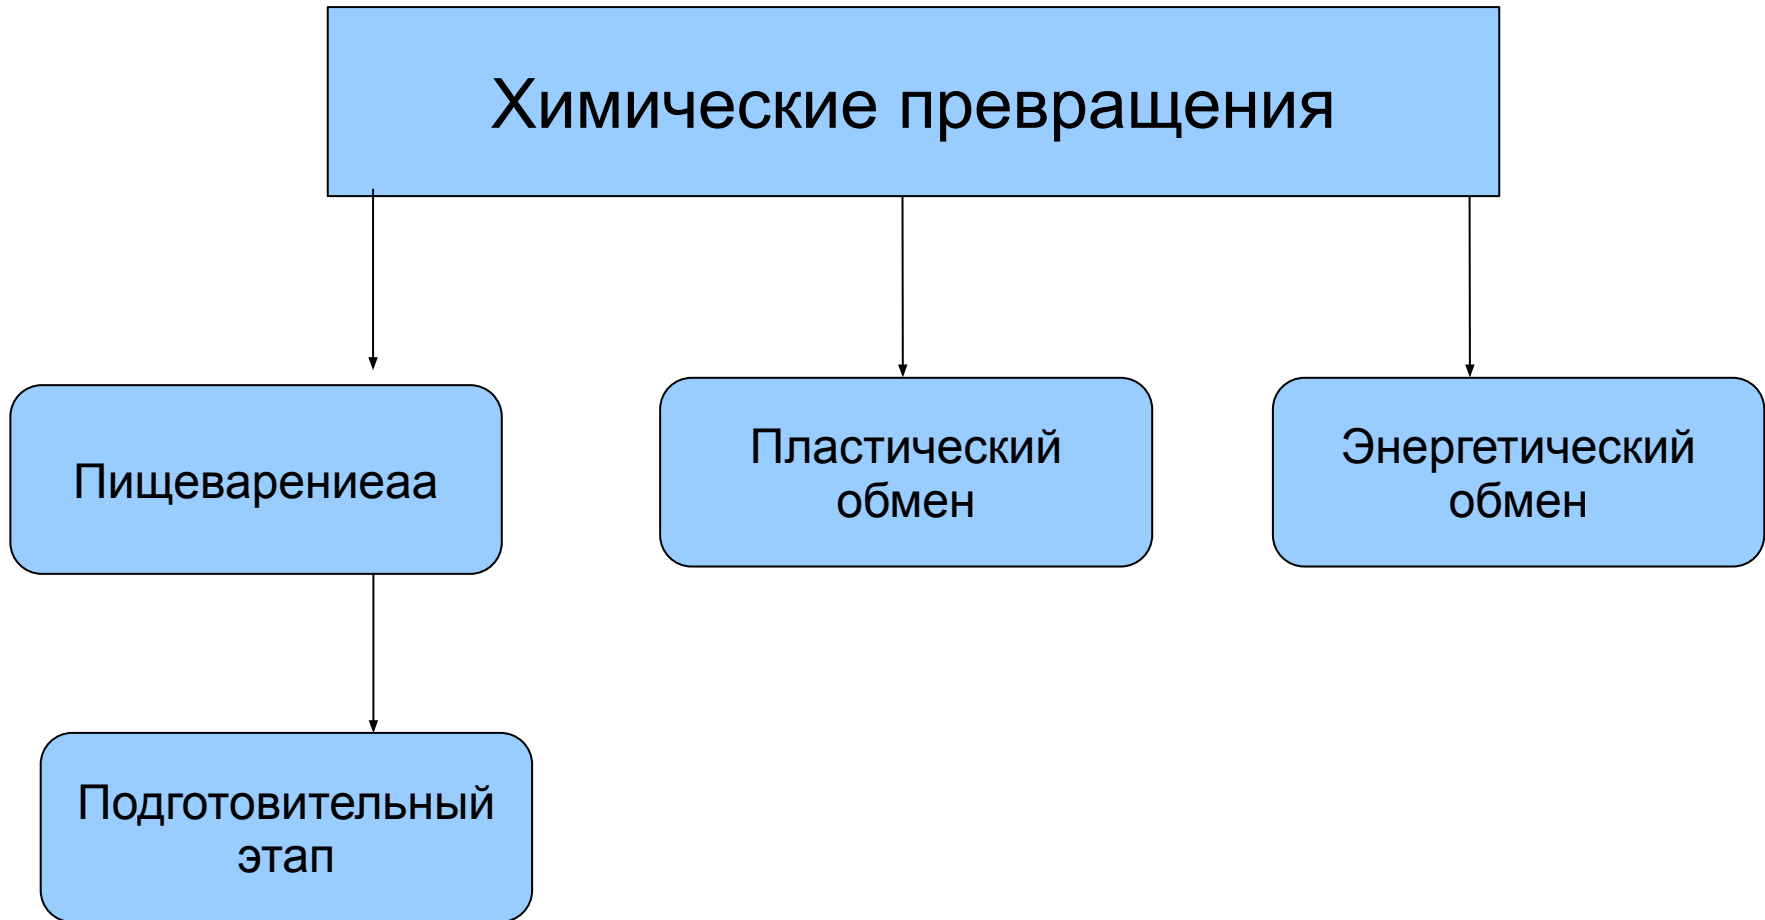 Химические превращения
Пищеварениеаа
Пластический
обмен
Энергетический
обмен
Подготовительный
этап